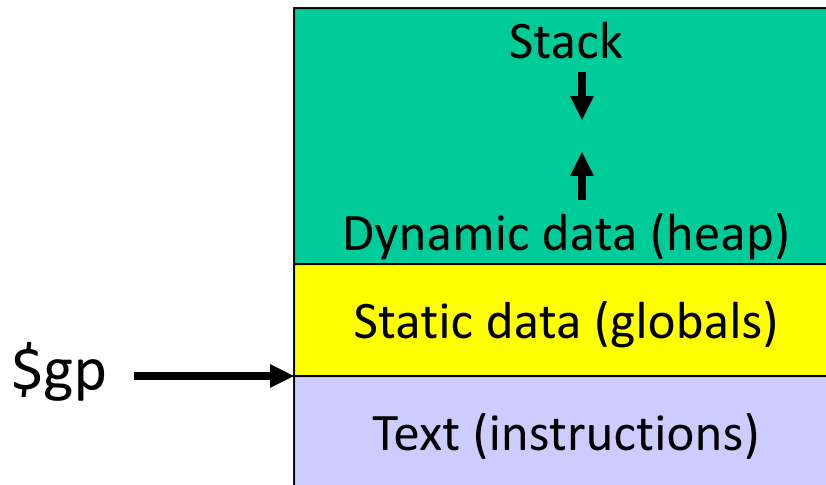 Stack
Dynamic data (heap)
Static data (globals)
$gp
Text (instructions)